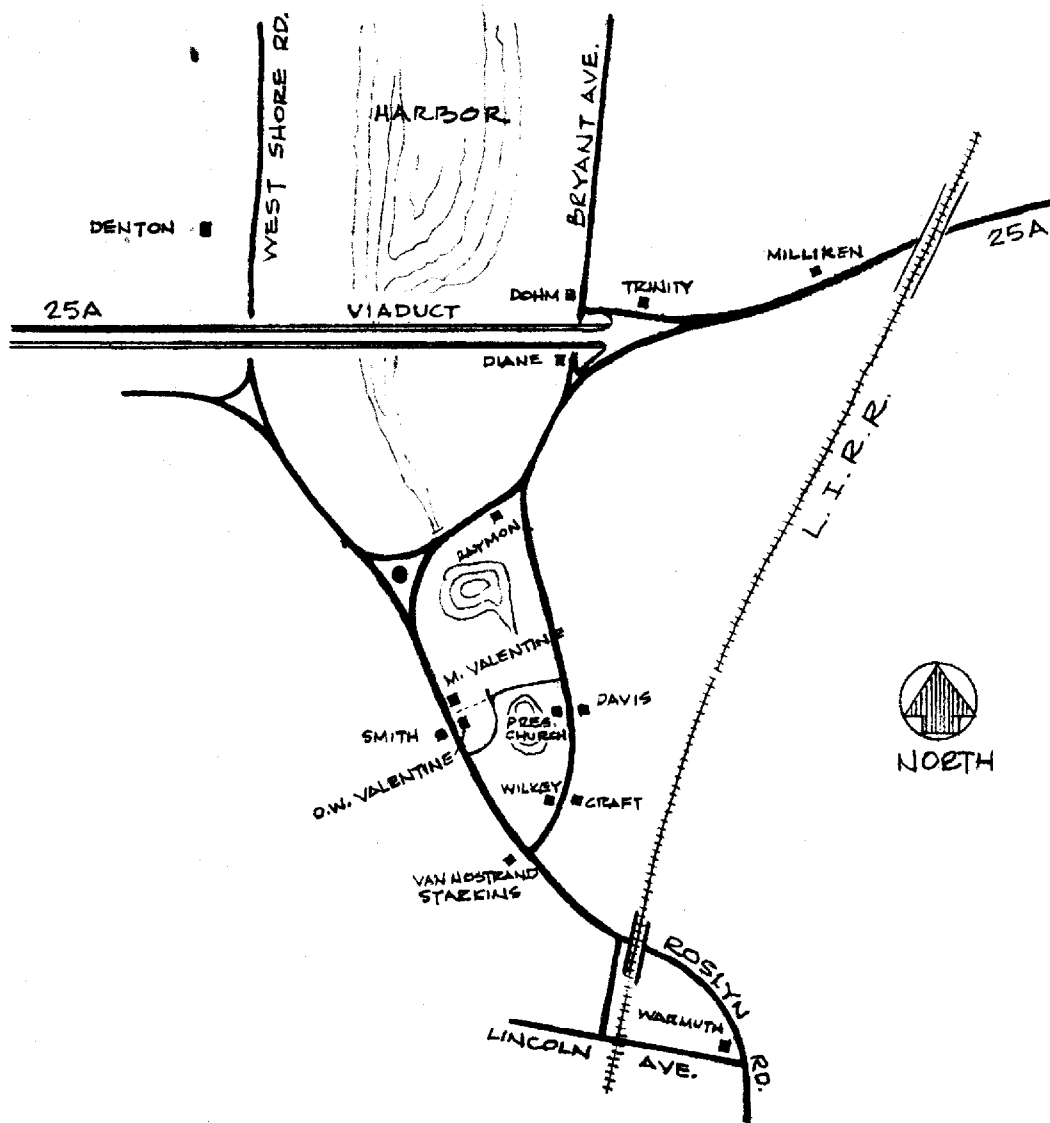 WEST SHORE RD.
HARBOR
BRYANT AVE.
DENTON
MILLIKEN
25A
DOHM
TRINITY
25A
VIADUCT
DIANE
L.I.R.R.
RAYMON
M. VALENTINE
DAVIS
PRES.
CHURCH
SMITH
O.W. VALENTINE
NORTH
WILKEY
CRAFT
VAN NOSTRAND
STARKINS
ROSLYN
RD.
WARMUTH
LINCOLN
AVE.